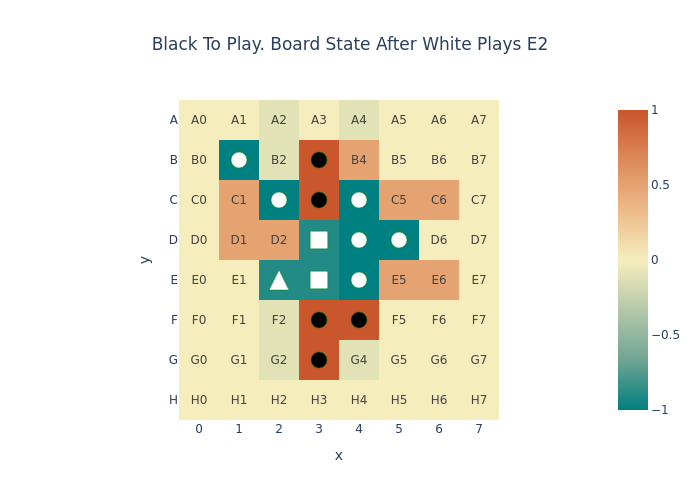 Black To Play. Board State After White Plays E2
A A0 A1 A2 A3 A4 A5 A6 A7
B B0 B2 B4 B5 B6 B7
C C0 C1 C5 C6 C7
D D0 D1 D2 D6 D7
E E0 E1 E5 E6 E7
F F0 F1 F2 F5 F6 F7
G G0 G1 G2 G4 G5 G6 G7
H H0 H1 H2 H3 H4 H5 H6 H7
0 1 2 3 4 5 6 7
x
y
1
0.5
0
−0.5
−1